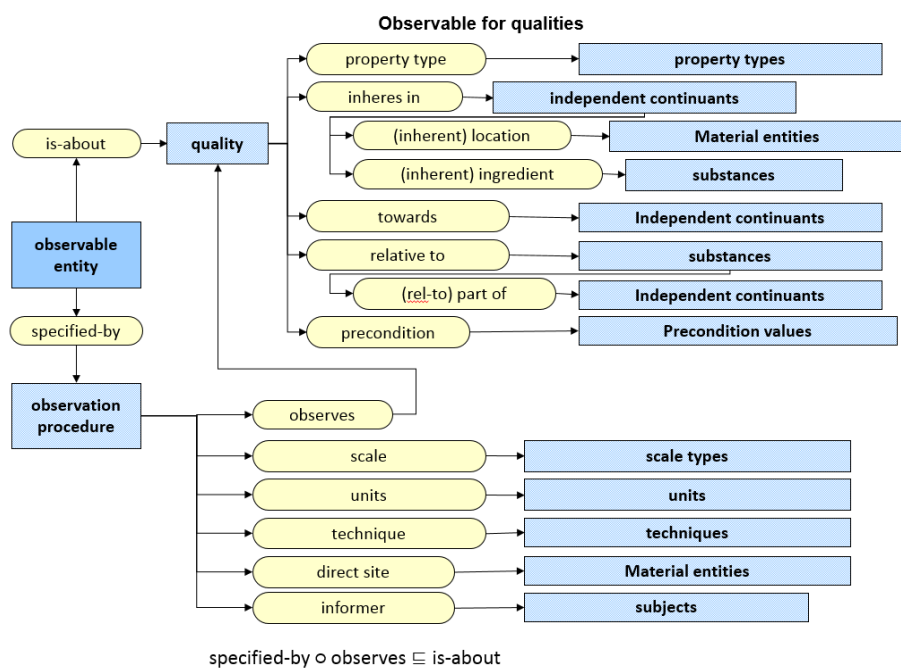 Observable for qualities
property type
property types
inheres in
independent continuants
(inherent) location
Material entities
is-about
quality
(inherent) ingredient
substances
towards
Independent continuants
observable
entity
relative to
substances
(rel-to) part of
Independent continuants
specified-by
precondition
Precondition values
observation
procedure
observes
scale
scale types
units
units
technique
techniques
direct site
Material entities
informer
subjects
specified-by o observes ⊑ is-about